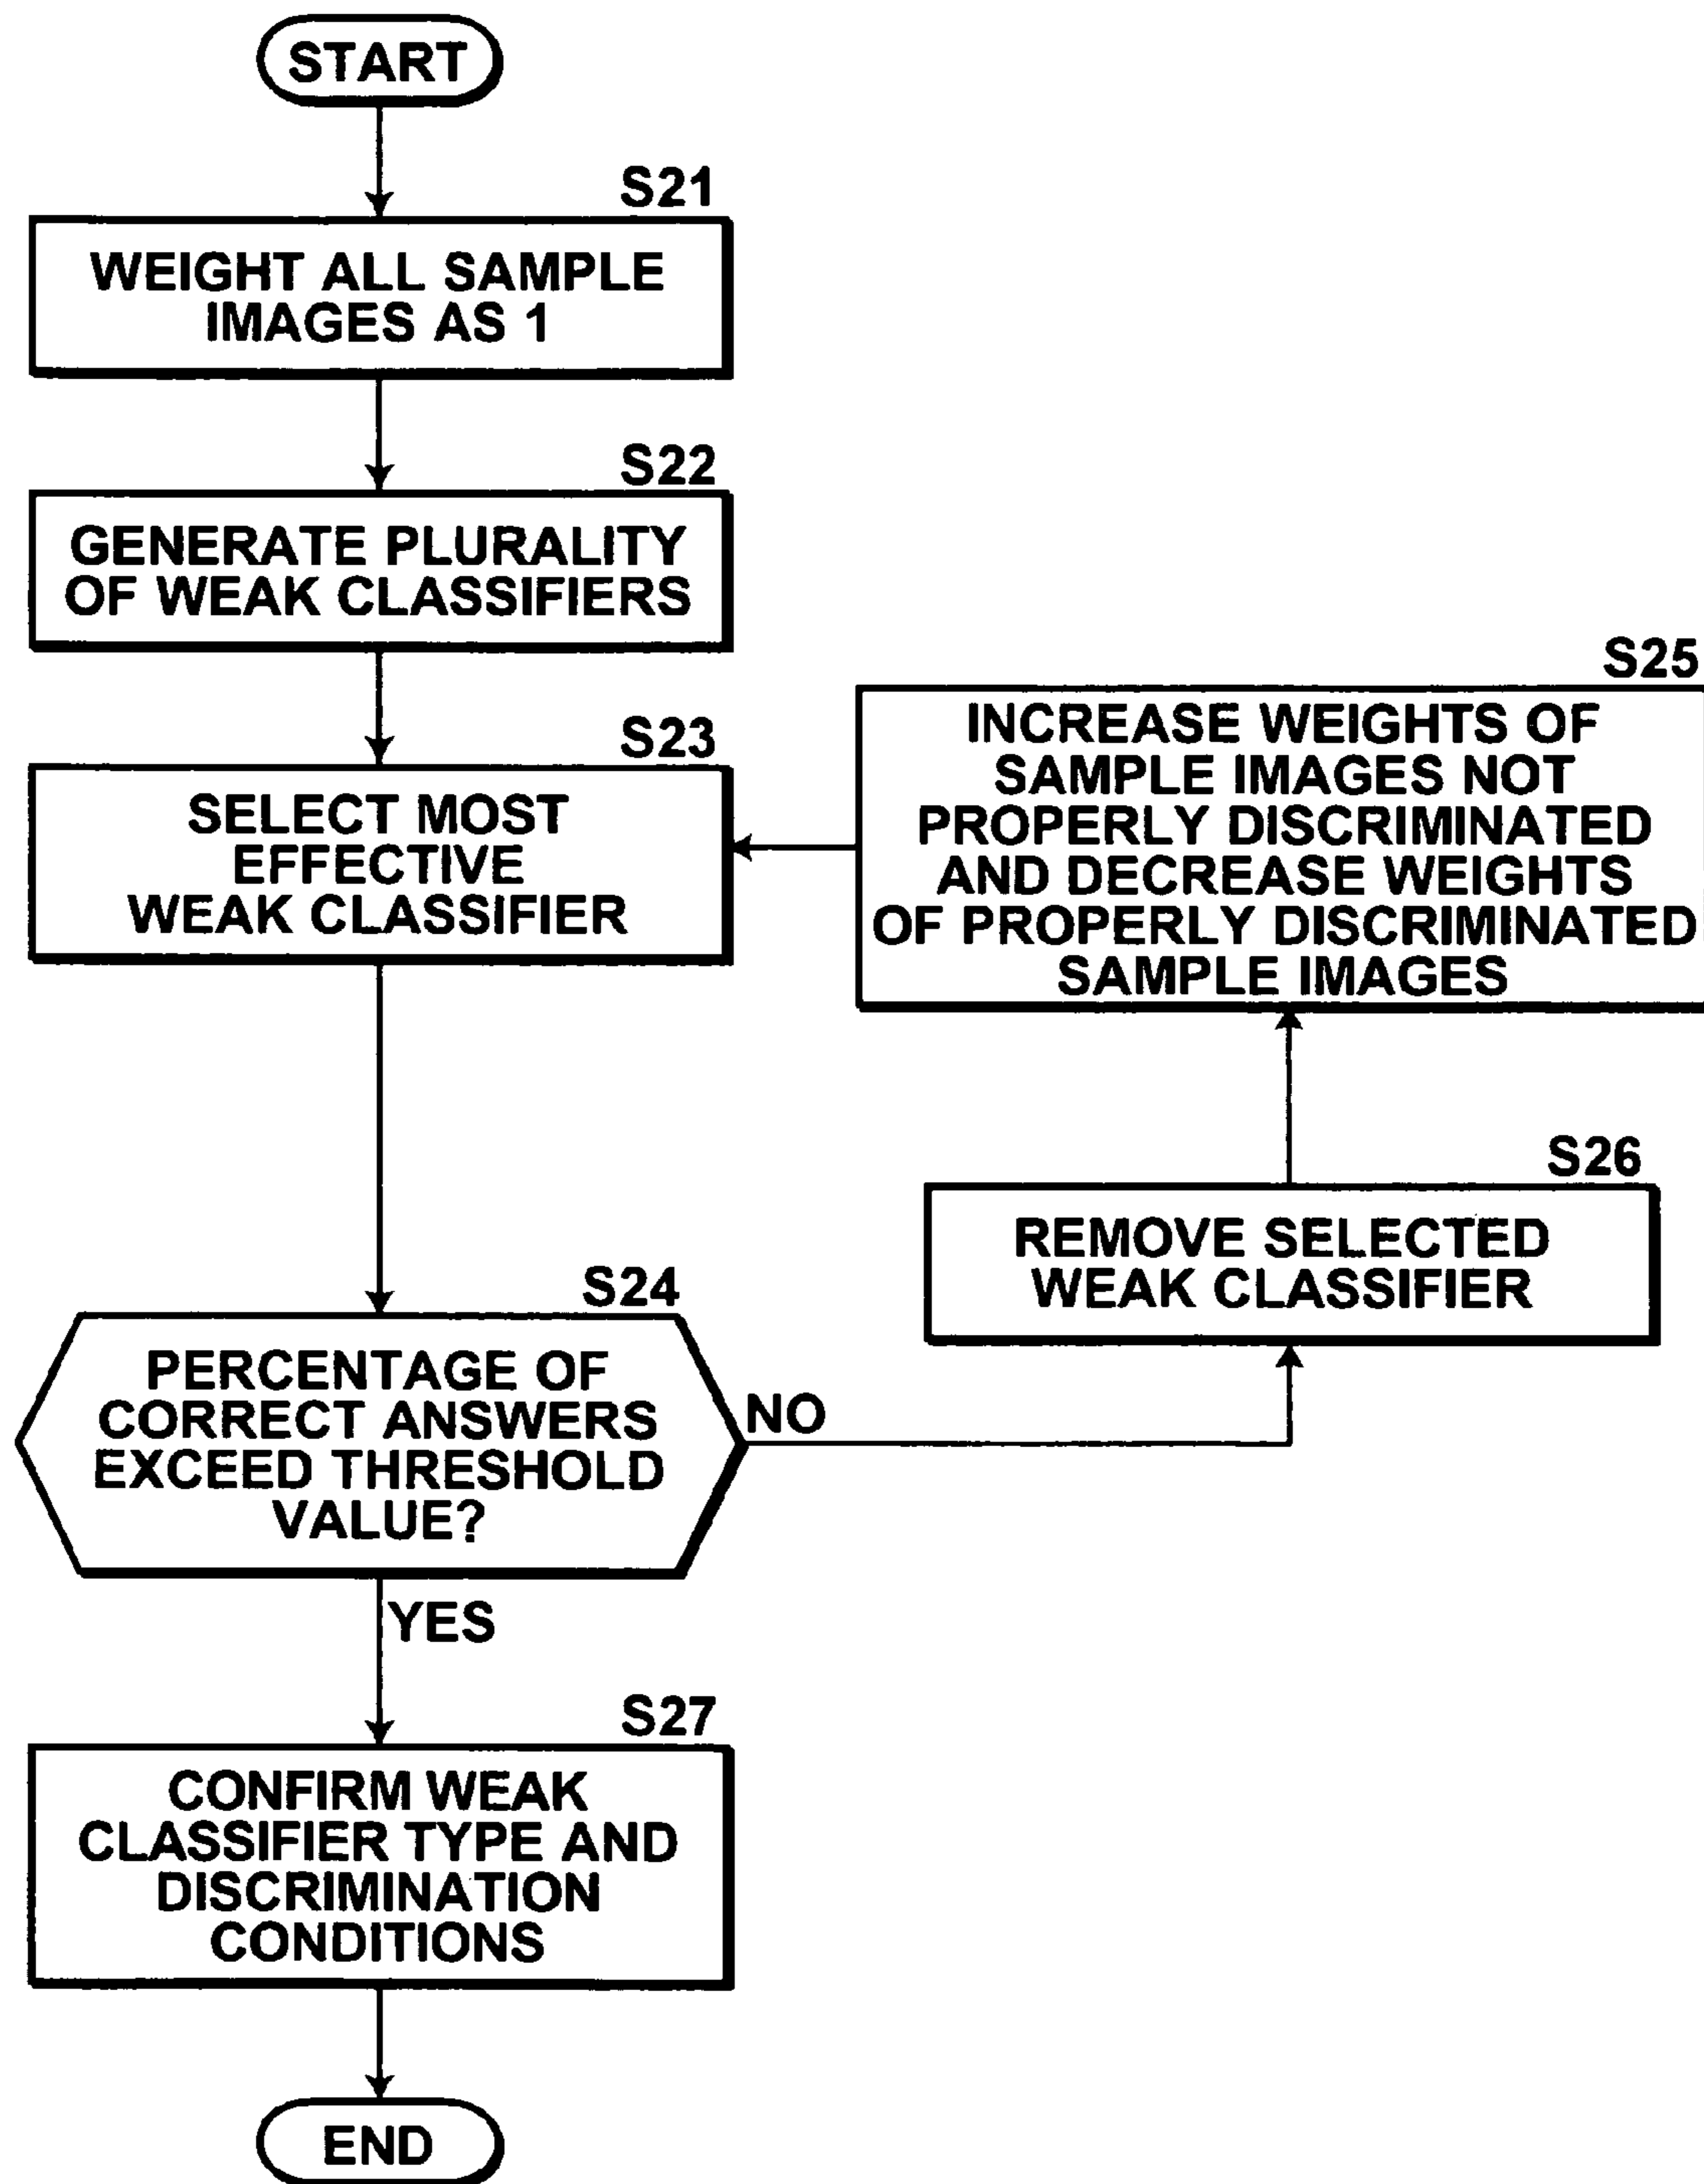 START
S21
WEIGHT ALL SAMPLE
IMAGES AS 1
S22
GENERATE PLURALITY
OF WEAK CLASSIFIERS
S23
SELECT MOST
EFFECTIVE
WEAK CLASSIFIER
S25
INCREASE WEIGHTS OF
SAMPLE IMAGES NOT
PROPERLY DISCRIMINATED
AND DECREASE WEIGHTS
OF PROPERLY DISCRIMINATED
SAMPLE IMAGES
S26
REMOVE SELECTED
WEAK CLASSIFIER
S24
PERCENTAGE OF
CORRECT ANSWERS
EXCEED THRESHOLD
VALUE?
NO
YES
S27
CONFIRM WEAK
CLASSIFIER TYPE AND
DISCRIMINATION
CONDITIONS
END